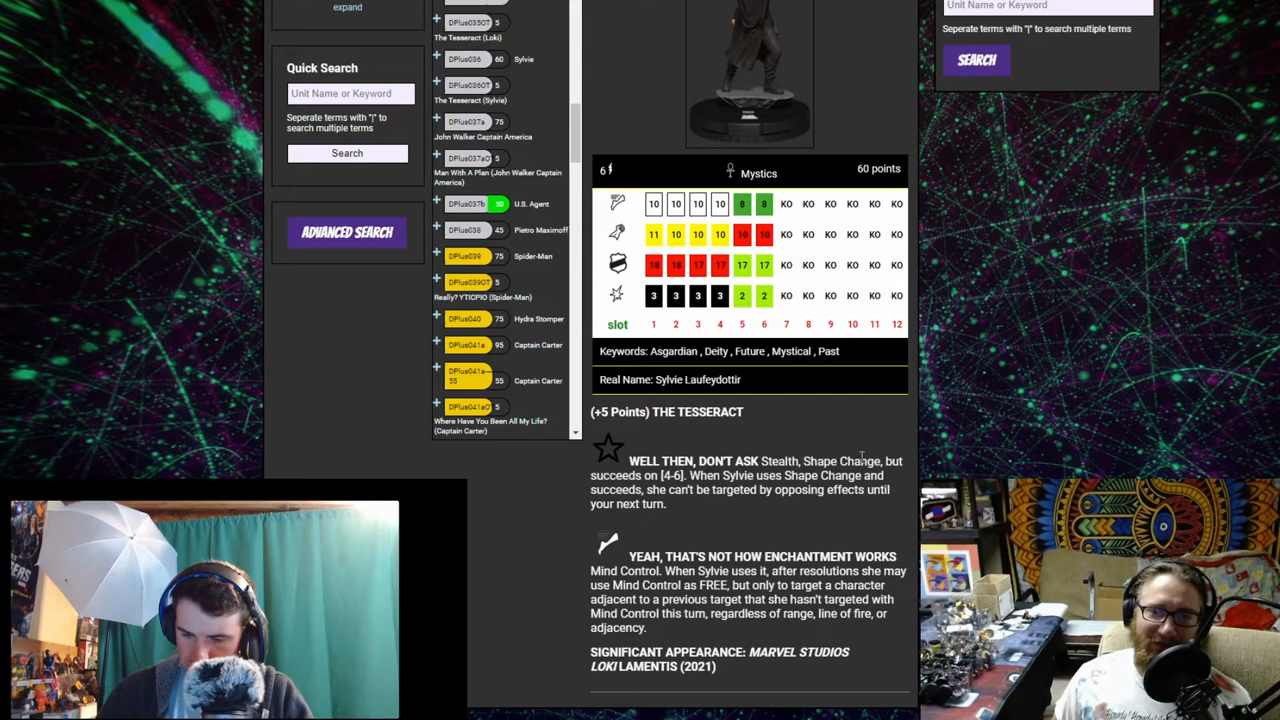 expand
Quick Search
Unit Name or Keyword
Seperate terms with "|" to
search multiple terms
Search
ADVANCED SEARCH
DPlus035OT 5
The Tesseract (Loki)
DPlus036 60 Sylvie
DPlus036OT 5
The Tesseract (Sylvie)
DPlus037a 75
John Walker Captain
America
DPlus037aOT 5
Man With A Plan (John Walker Captain
America)
DPlus037b 50 U.S. Agent
DPlus038 45 Pietro Maximoff
DPlus039 75 Spider-Man
DPlus039OT 5
Really? YTICPIO (Spider-Man)
DPlus040 75 Hydra Stomper
DPlus041a 95 Captain Carter
DPlus041a-
55 55 Captain Carter
DPlus041aOT 5
Where Have You Been All My Life?
(Captain Carter)
6 Mystics 60 points
10 10 10 10 8 8 KO KO KO KO KO KO
11 10 10 10 10 10 KO KO KO KO KO KO
18 18 17 17 17 17 KO KO KO KO KO KO
3 3 3 3 2 2 KO KO KO KO KO KO
slot 1 2 3 4 5 6 7 8 9 10 11 12
Keywords: Asgardian , Deity , Future , Mystical , Past
Real Name: Sylvie Laufeydottir
(+5 Points) THE TESSERACT
WELL THEN, DON'T ASK Stealth, Shape Change, but
succeeds on [4-6]. When Sylvie uses Shape Change and
succeeds, she can't be targeted by opposing effects until
your next turn.
YEAH, THAT'S NOT HOW ENCHANTMENT WORKS
Mind Control. When Sylvie uses it, after resolutions she may
use Mind Control as FREE, but only to target a character
adjacent to a previous target that she hasn't targeted with
Mind Control this turn, regardless of range, line of fire, or
adjacency.
SIGNIFICANT APPEARANCE: MARVEL STUDIOS
LOKI LAMENTIS (2021)
Unit Name or Keyword
Seperate terms with "|" to search multiple terms
SEARCH